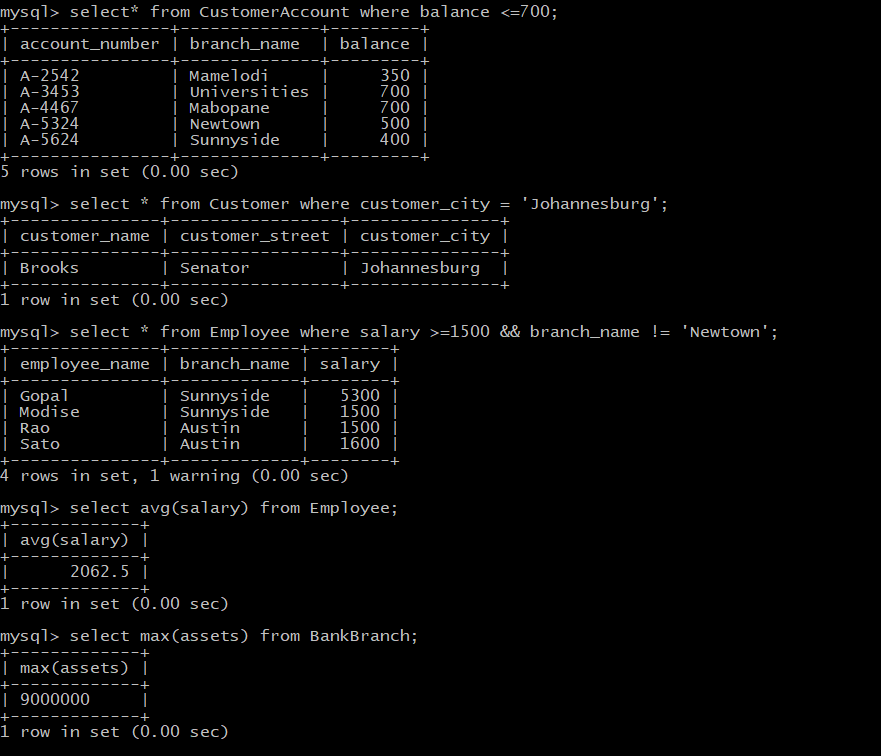 mysql> select* from CustomerAccount where balance <=700;
+----------------+--------------+---------+
| account_number | branch_name  | balance |
+----------------+--------------+---------+
| A-2542         | Mamelodi     |     350 |
| A-3453         | Universities |     700 |
| A-4467         | Mabopane     |     700 |
| A-5324         | Newtown      |     500 |
| A-5624         | Sunnyside    |     400 |
+----------------+--------------+---------+
5 rows in set (0.00 sec)
mysql> select * from Customer where customer_city = 'Johannesburg';
+---------------+-----------------+---------------+
| customer_name | customer_street | customer_city |
+---------------+-----------------+---------------+
| Brooks        | Senator         | Johannesburg  |
+---------------+-----------------+---------------+
1 row in set (0.00 sec)
mysql> select * from Employee where salary >=1500 && branch_name != 'Newtown';
+---------------+-------------+--------+
| employee_name | branch_name | salary |
+---------------+-------------+--------+
| Gopal         | Sunnyside   |   5300 |
| Modise        | Sunnyside   |   1500 |
| Rao           | Austin      |   1500 |
| Sato          | Austin      |   1600 |
+---------------+-------------+--------+
4 rows in set, 1 warning (0.00 sec)
mysql> select avg(salary) from Employee;
+-------------+
| avg(salary) |
+-------------+
|      2062.5 |
+-------------+
1 row in set (0.00 sec)
mysql> select max(assets) from BankBranch;
+-------------+
| max(assets) |
+-------------+
| 9000000     |
+-------------+
1 row in set (0.00 sec)